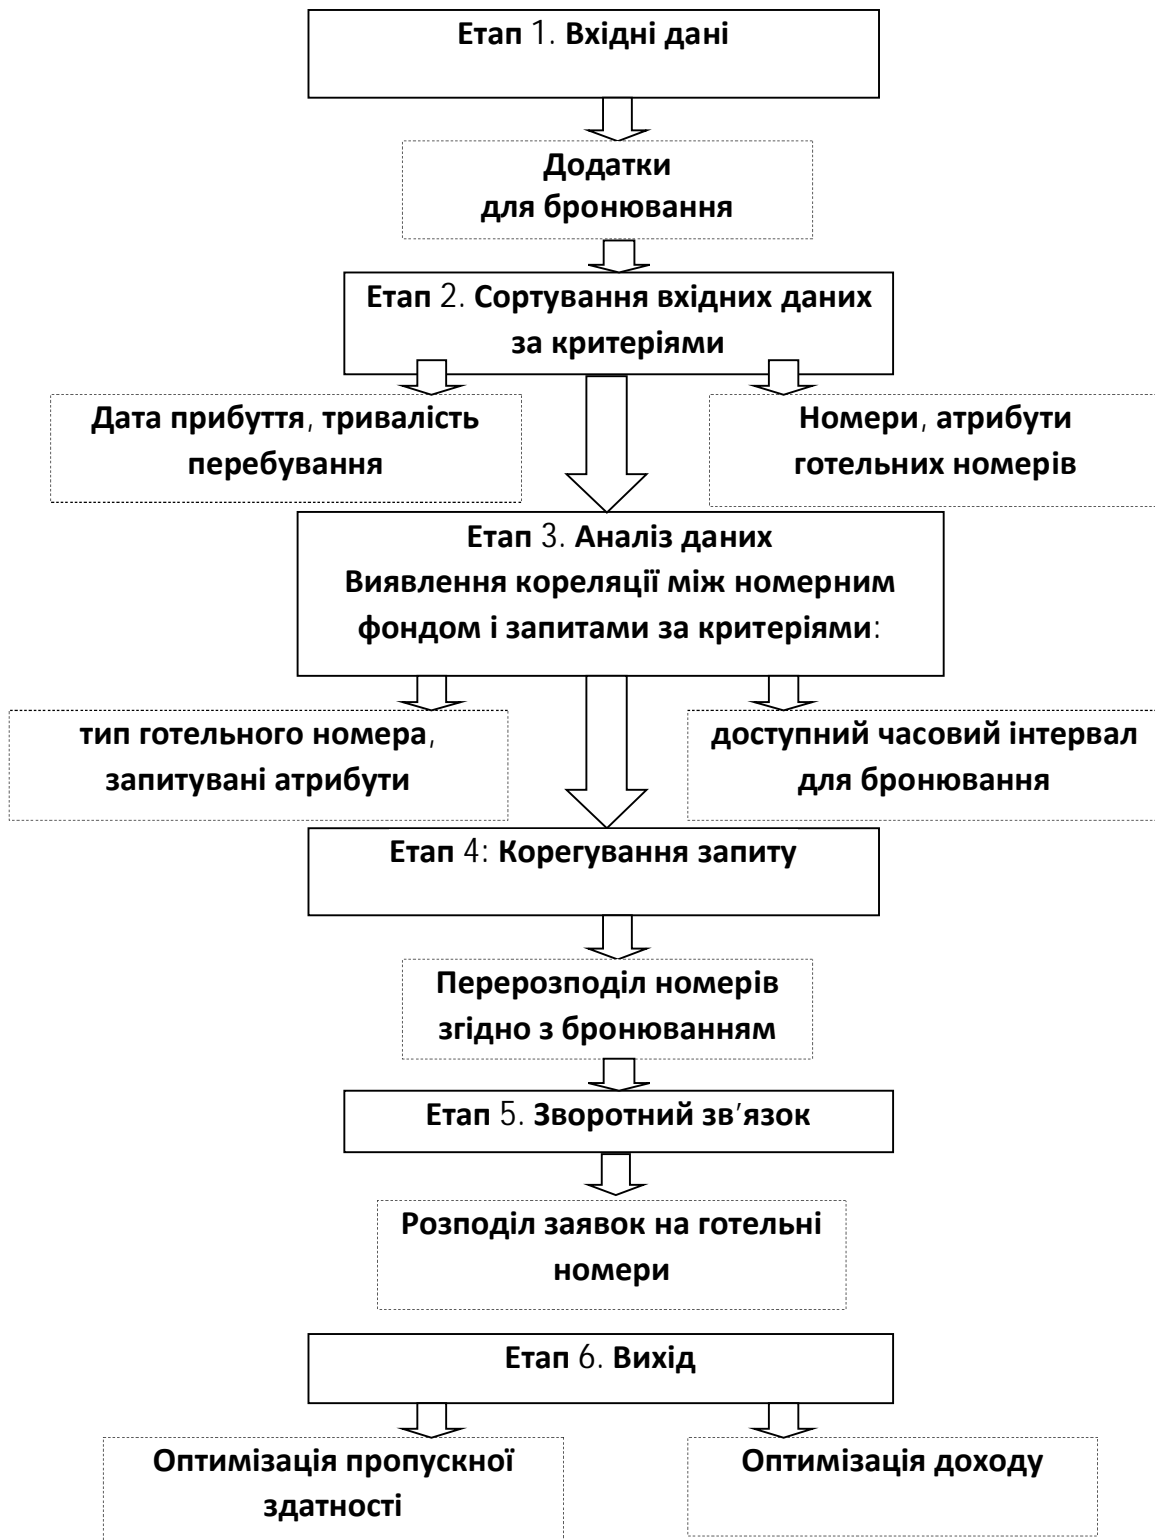 Етап 1. Вхідні дані
Додатки
для бронювання
Етап 2. Сортування вхідних даних
за критеріями
Дата прибуття, тривалість
перебування
Номери, атрибути
готельних номерів
Етап 3. Аналіз даних
Виявлення кореляції між номерним
фондом і запитами за критеріями:
тип готельного номера,
запитувані атрибути
доступний часовий інтервал
для бронювання
Етап 4: Корегування запиту
Перерозподіл номерів
згідно з бронюванням
Етап 5. Зворотний зв′язок
Розподіл заявок на готельні
номери
Етап 6. Вихід
Оптимізація пропускної
здатності
Оптимізація доходу